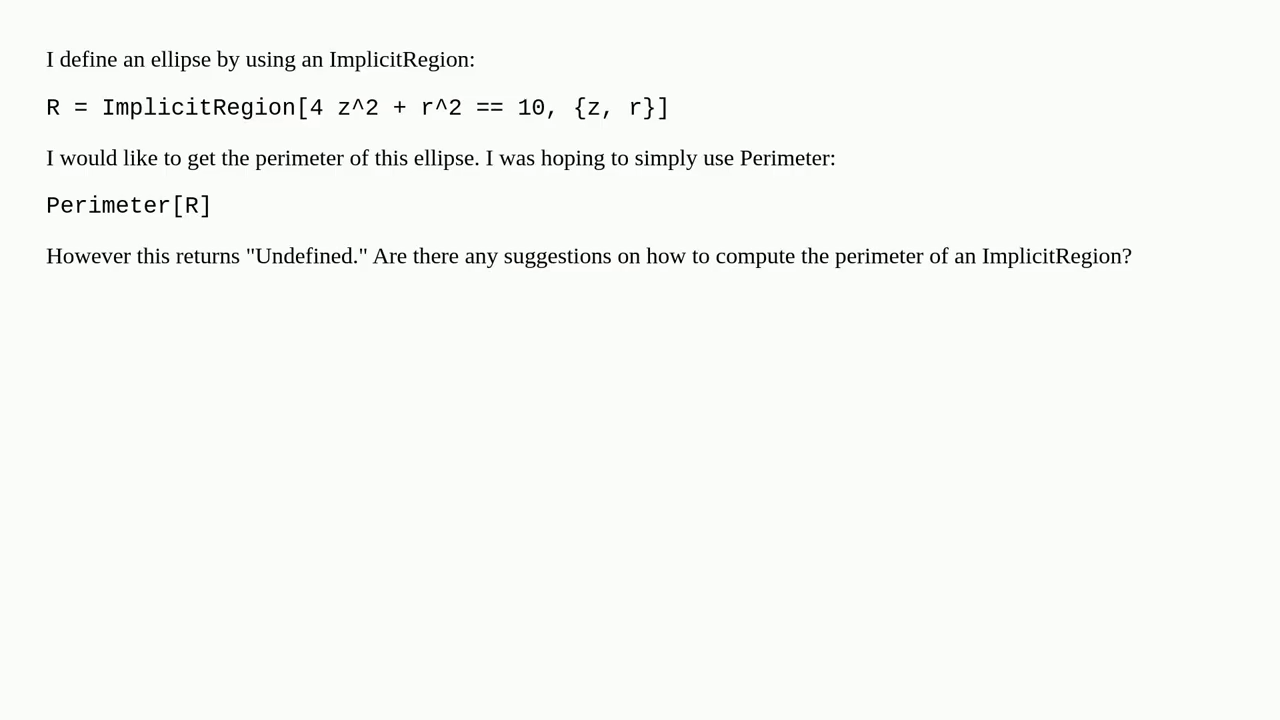 I define an ellipse by using an ImplicitRegion:
R = ImplicitRegion[4 z^2 + r^2 == 10, {z, r}]
I would like to get the perimeter of this ellipse. I was hoping to simply use Perimeter:
Perimeter[R]
However this returns "Undefined." Are there any suggestions on how to compute the perimeter of an ImplicitRegion?